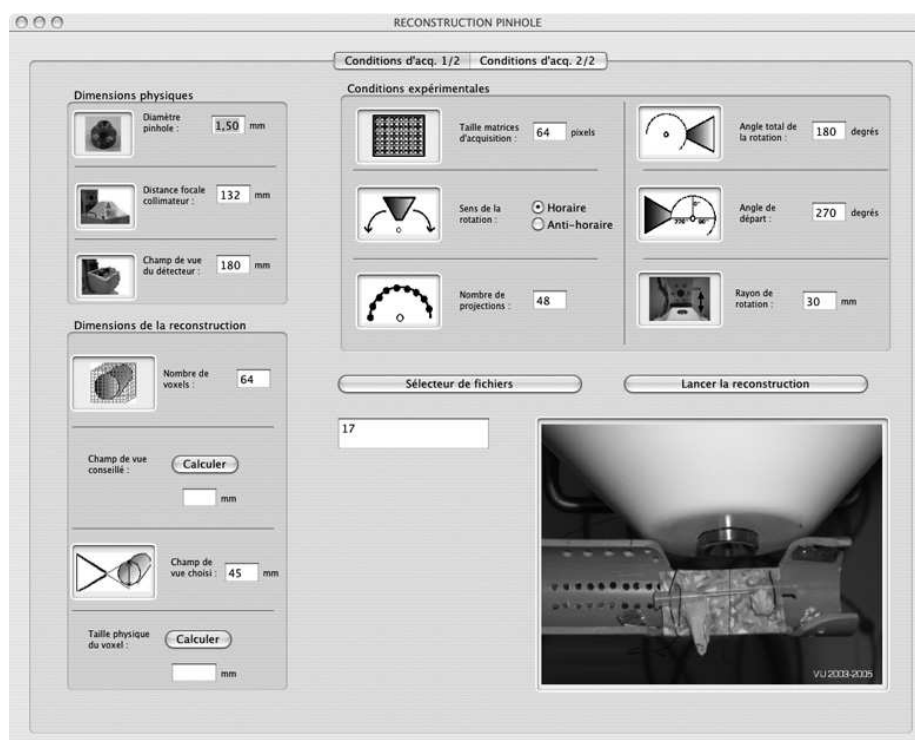 RECONSTRUCTION PINHOLE
Conditions d'acq. 1/2 Conditions d'acq. 2/2
Dimensions physiques
Diamètre
pinhole :
1,50 mm
Distance focale
collimateur :
132 mm
Champ de vue
du détecteur :
180 mm
Dimensions de la reconstruction
Nombre de
voxels :
64
Champ de vue
conseillé :
Calculer
mm
Champ de
vue choisi :
45 mm
Taille physique
du voxel :
Calculer
mm
Conditions expérimentales
Taille matrices
d'acquisition :
64 pixels
Sens de la
rotation :
Horaire
Anti-horaire
Nombre de
projections :
48
Angle total de
la rotation :
180 degrés
0°
270° 90°
Angle de
départ :
270 degrés
Rayon de
rotation :
30 mm
Sélecteur de fichiers
Lancer la reconstruction
17
VU 2003-2005